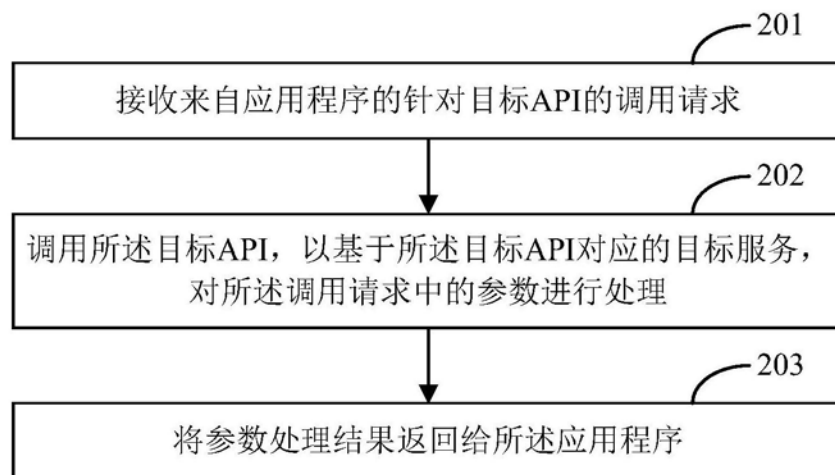 201
接收来自应用程序的针对目标API的调用请求
202
调用所述目标API，以基于所述目标API对应的目标服务，
对所述调用请求中的参数进行处理
203
将参数处理结果返回给所述应用程序